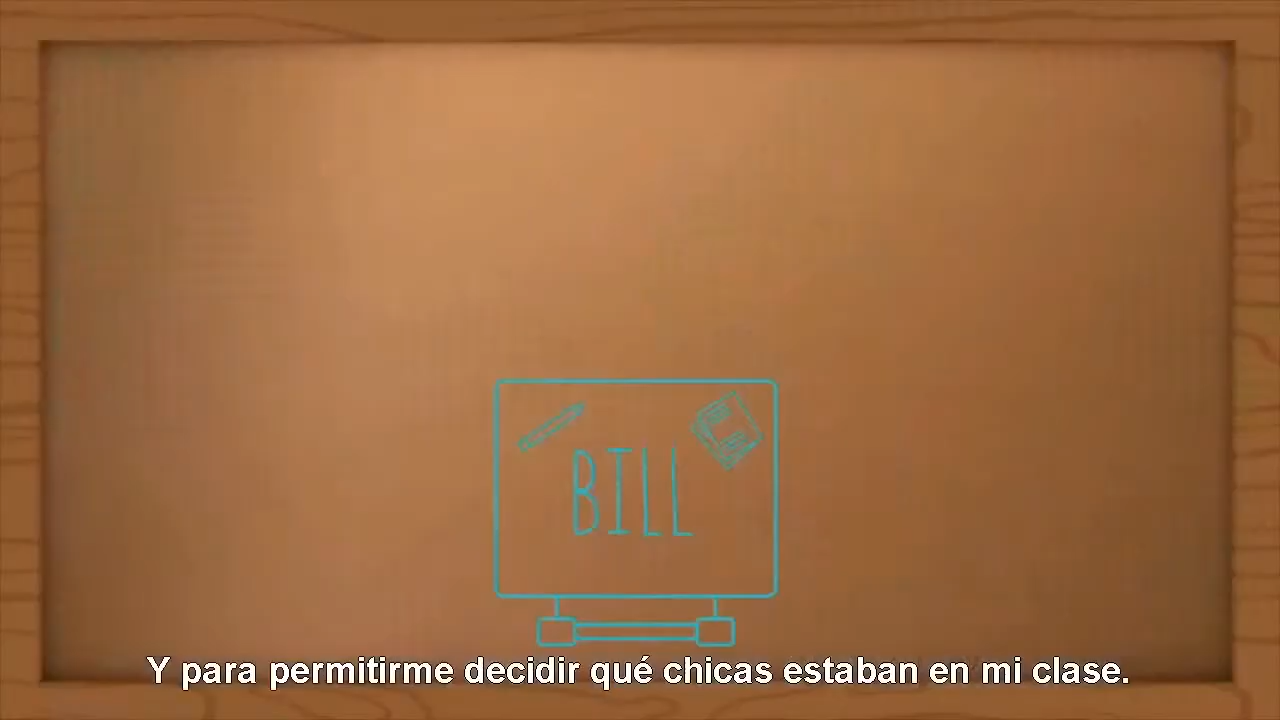 BILL
Y para permitirme decidir qué chicas estaban en mi clase.